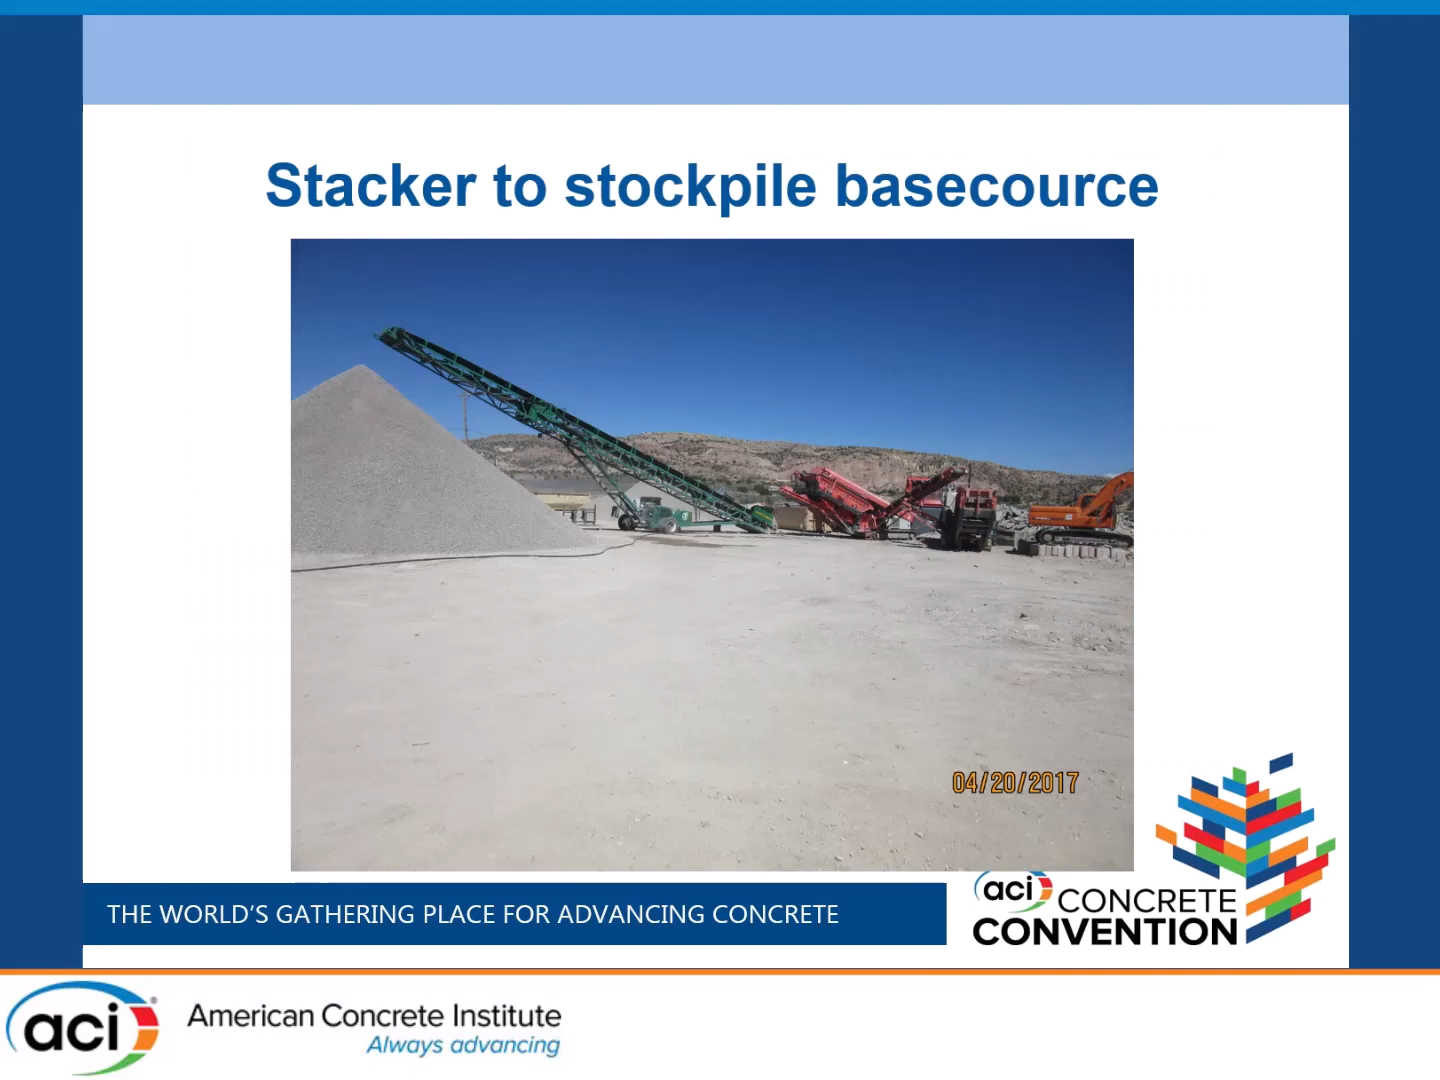 Stacker to stockpile basecource
04/20/2017
THE WORLD'S GATHERING PLACE FOR ADVANCING CONCRETE
aci CONCRETE
CONVENTION
aci®
American Concrete Institute
Always advancing